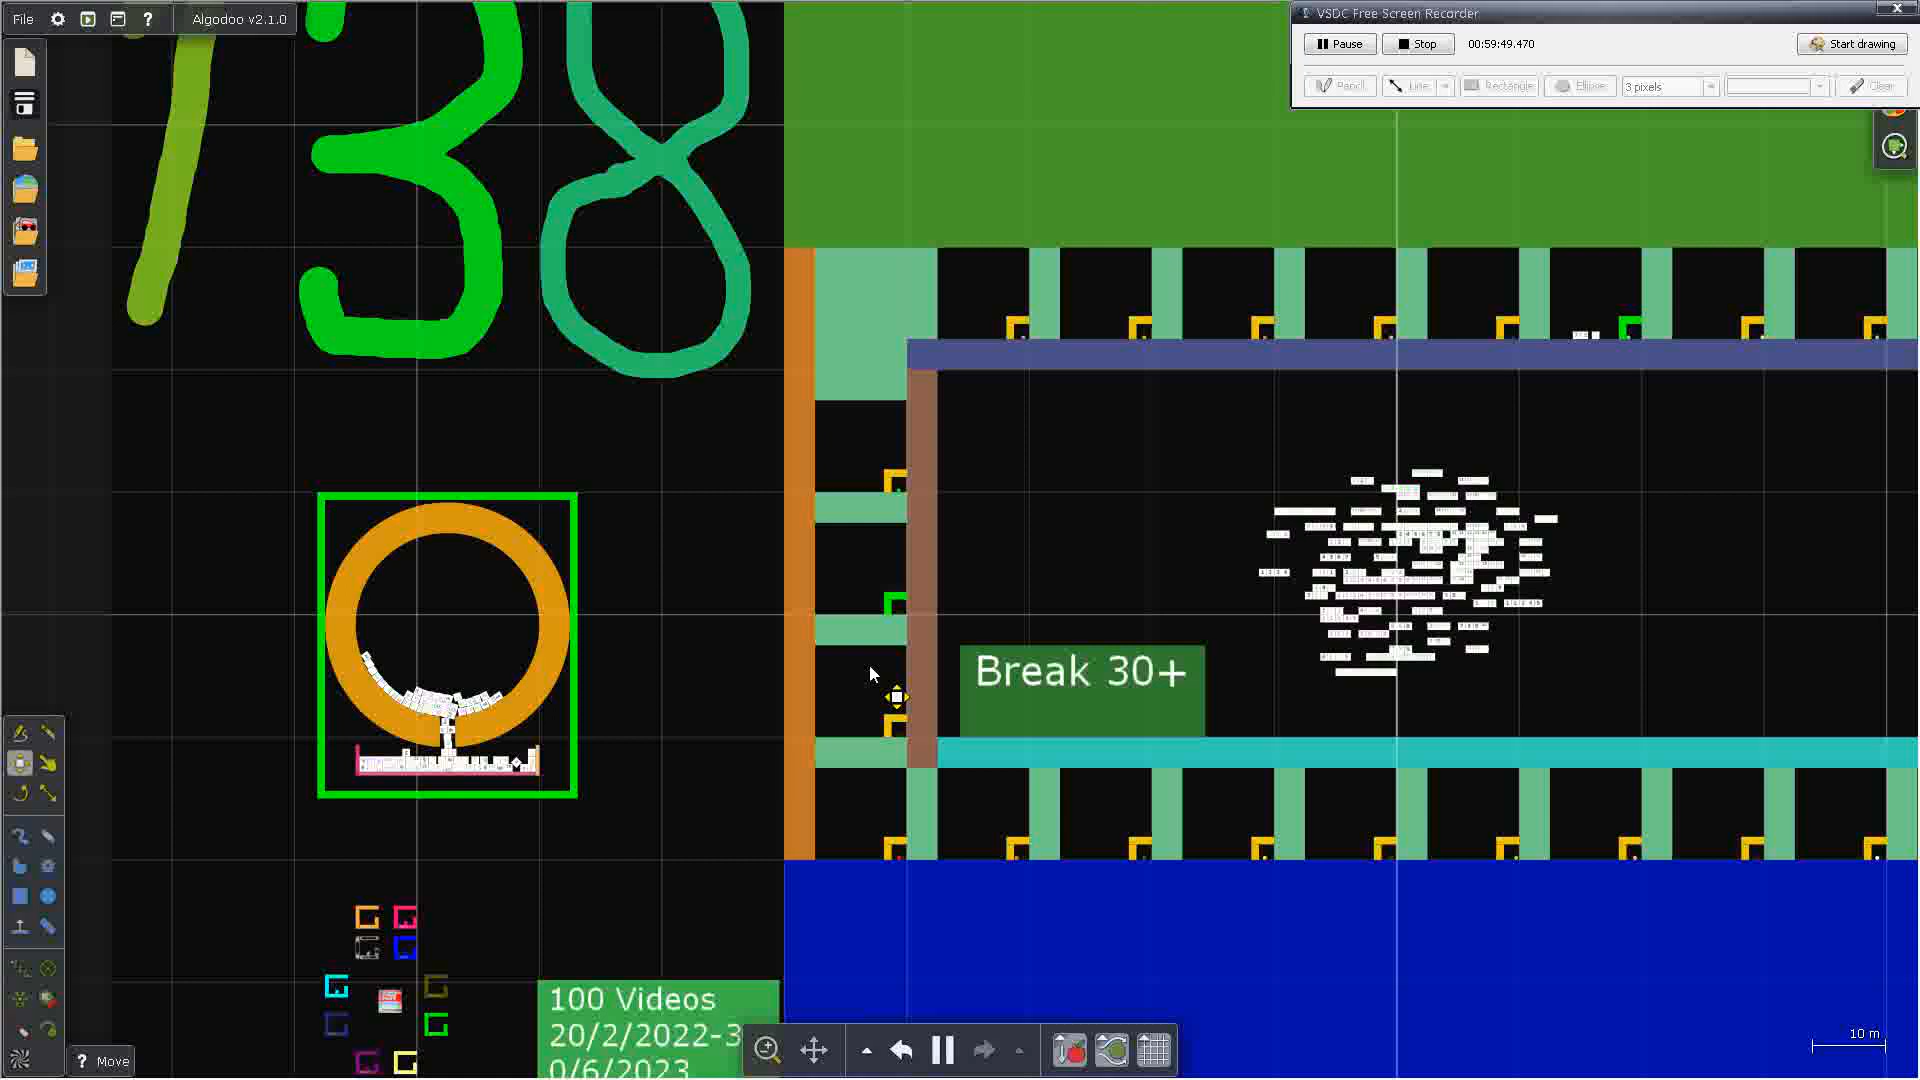 File
?
Algodoo v2.1.0
VSDC Free Screen Recorder
Pause
Stop
00:59:49.470
Start drawing
Pencil
Line
Rectangle
Ellipse
3 pixels
Clear
38
Break 30+
100 Videos
20/2/2022-3
0/6/2023
? Move
10 m